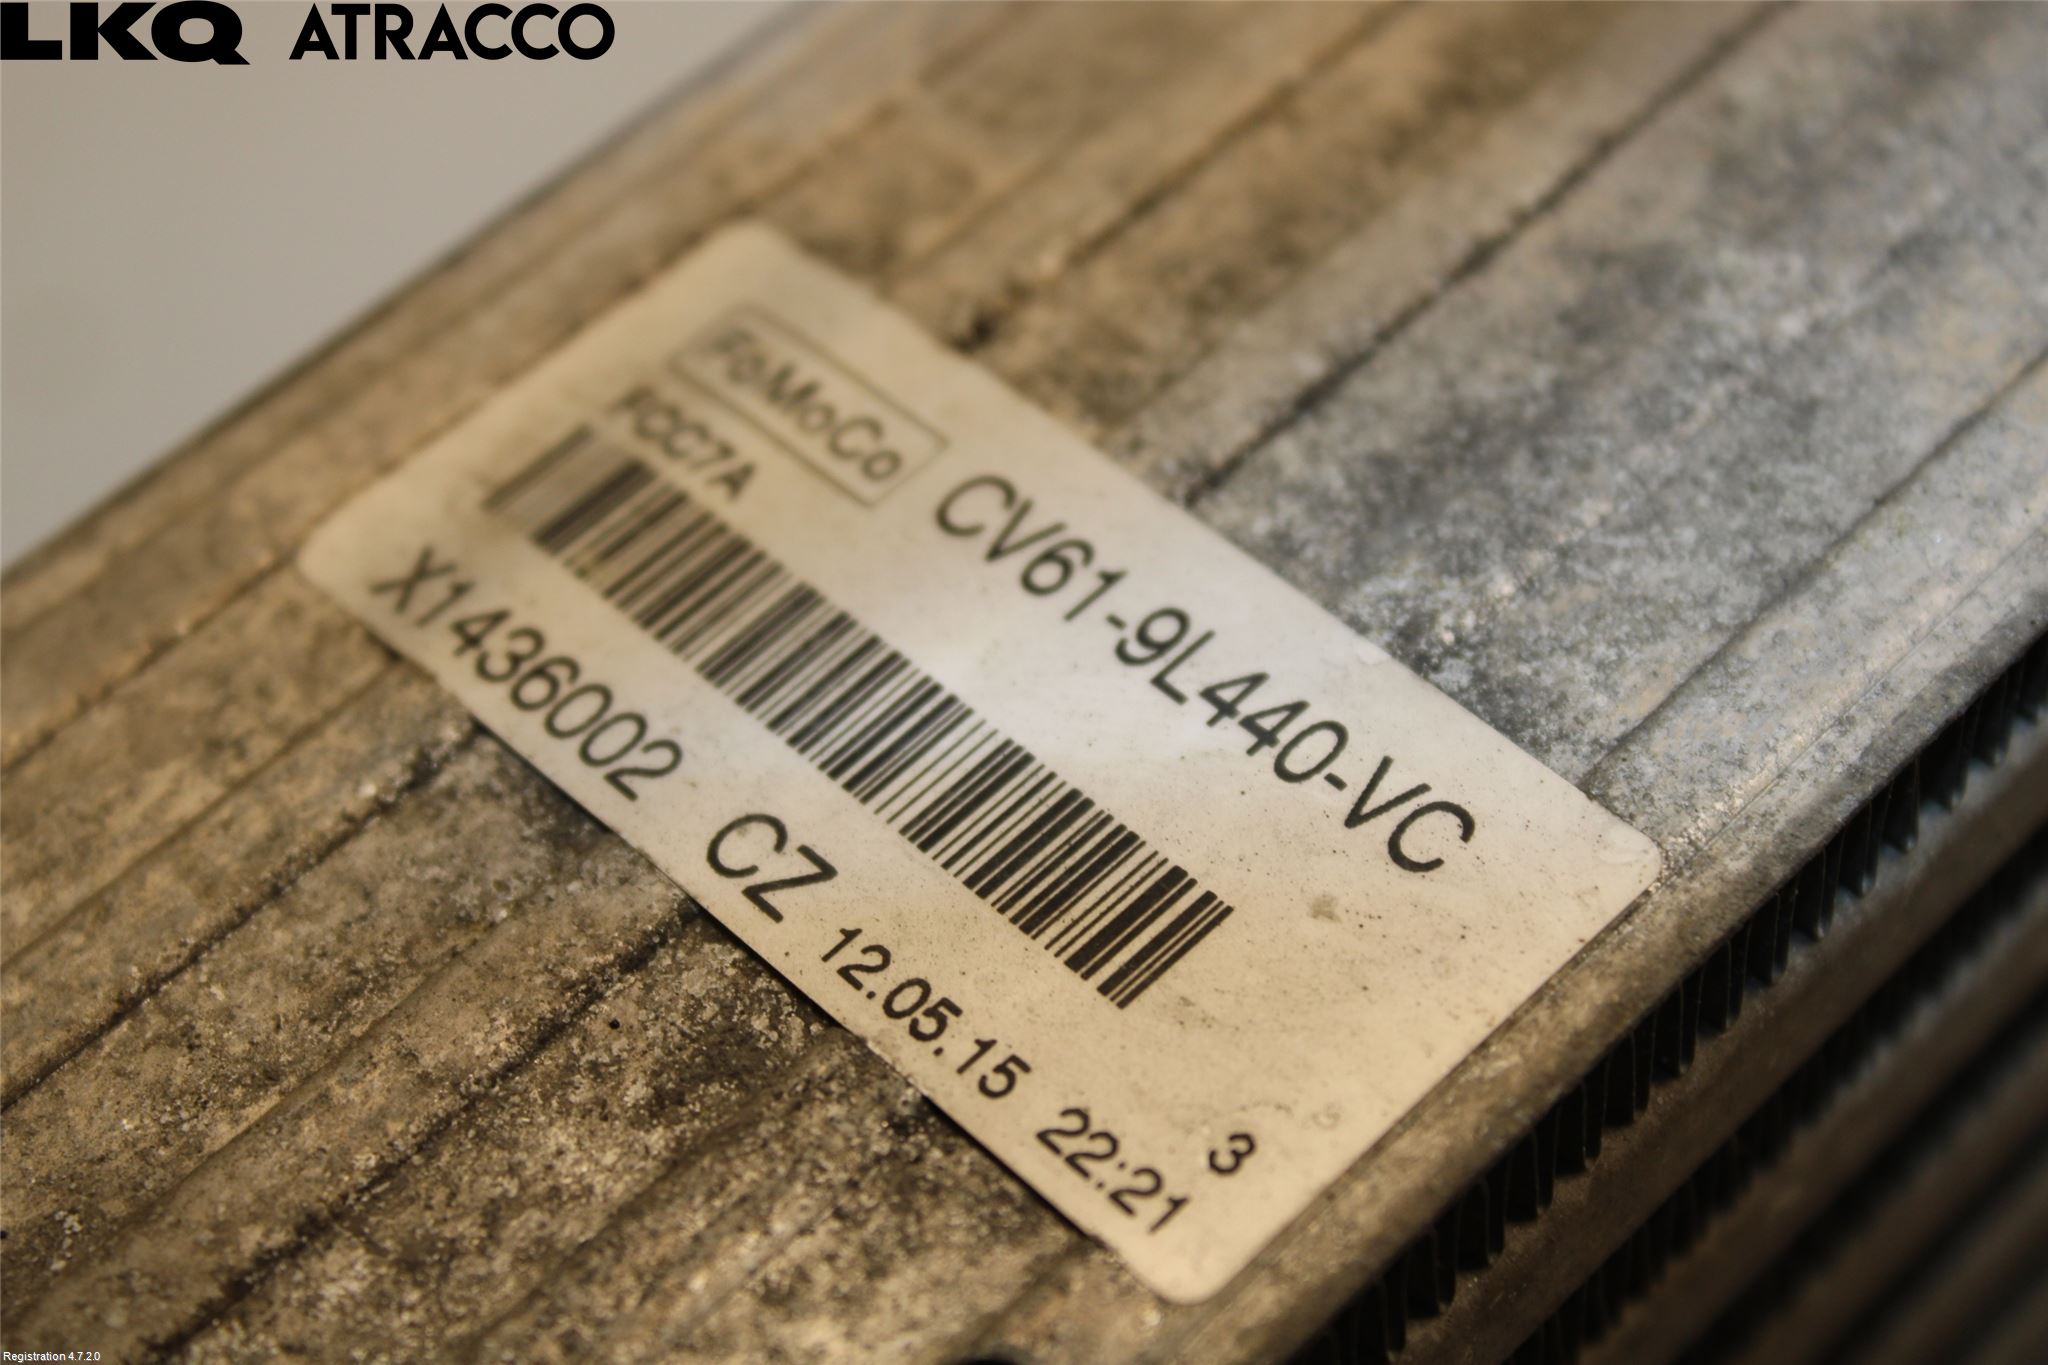 LKQ ATRACCO
FoMoCo CV61-9L440-VC
FCC7A
X1436002 CZ 12.05.15 22:21
3
Registration 4.7.2.0